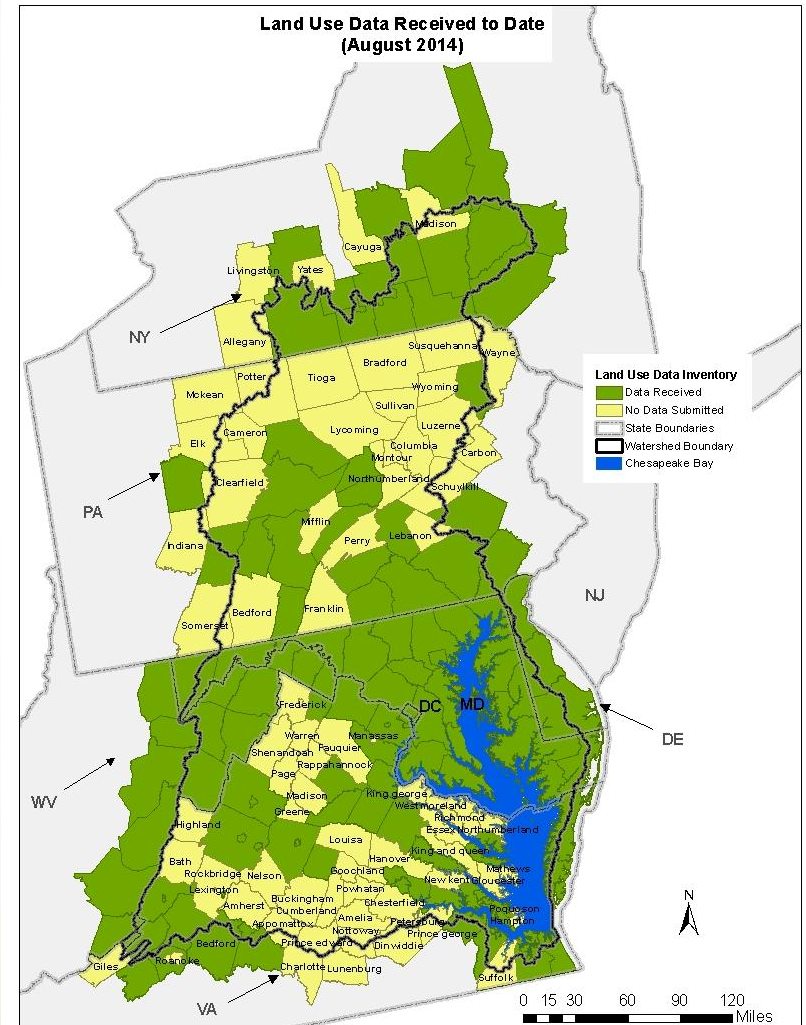 Land Use Data Received to Date
(August 2014)
Madison
Cayuga
Livingston
Yates
NY
Allegany
Susquehanna
Wayne
Bradford
Potter
Tioga
Mckean
Wyoming
Sullivan
Lycoming
Luzerne
Cameron
Elk
Columbia
Carbon
Montour
Northumberland
Clearfield
Schuylkill
PA
Mifflin
Perry
Lebanon
Indiana
Franklin
Bedford
Somerset
Land Use Data Inventory
Data Received
No Data Submitted
State Boundaries
Watershed Boundary
Chesapeake Bay
NJ
DC
MD
DE
WV
Frederick
Warren
Manassas
Shenandoah
Fauquier
Rappahannock
Page
Madison
King george
Westmoreland
Greene
Richmond
Highland
Essex
Northumberland
Louisa
King and queen
Bath
Hanover
Rockbridge
Goochland
Mathews
Nelson
New kent
Gloucester
Lexington
Powhatan
Buckingham
Chesterfield
Amherst
Cumberland
Poquoson
Amelia
Hampton
Appomattox
Petersburg
Nottoway
Prince george
Prince edward
Dinwiddie
Bedford
Roanoke
Giles
Charlotte
Lunenburg
Suffolk
VA
N
0 15 30 60 90 120
Miles